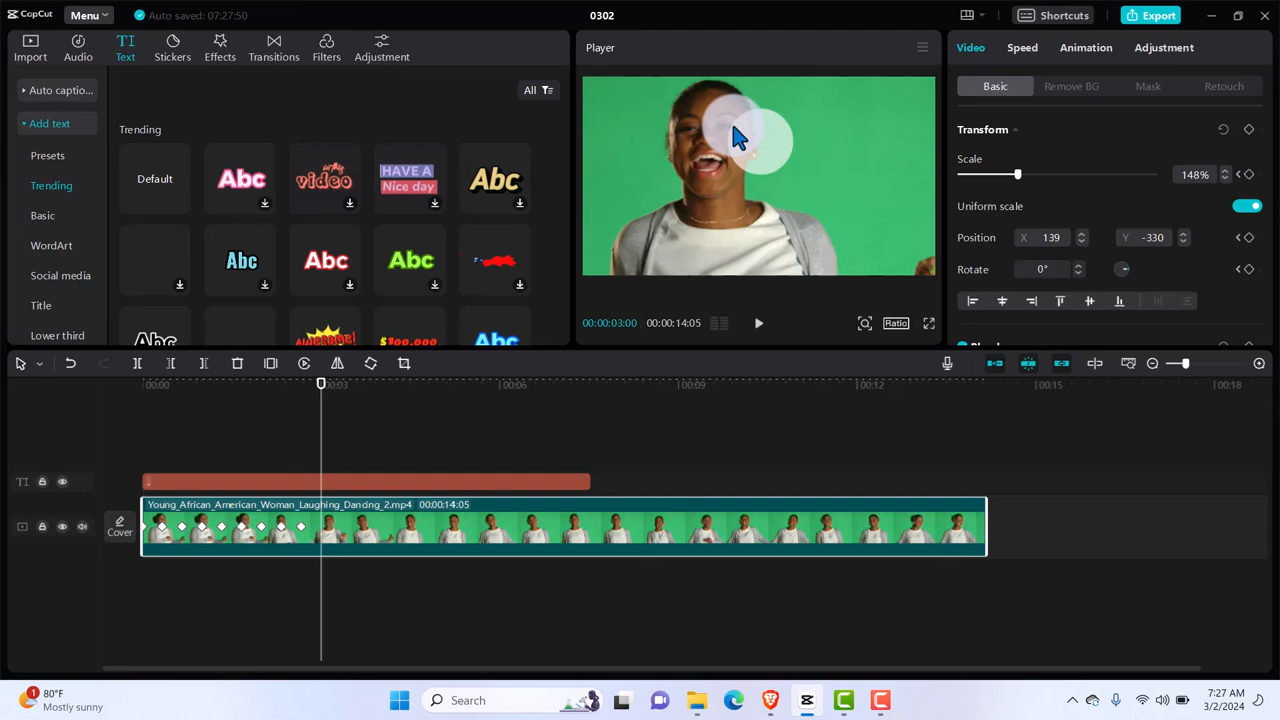 CapCut
Menu
Auto saved: 07:27:50
0302
Shortcuts
Export
Import
Audio
Text
Stickers
Effects
Transitions
Filters
Adjustment
Auto captio...
All
Add text
Trending
Presets
Trending
Basic
WordArt
Social media
Title
Lower third
Default
Abc
video
HAVE A
Nice day
Abc
Abc
Abc
Abc
Abc
AWESOME!
$100,000
Abc
Player
00:00:03:00
00:00:14:05
Ratio
Video
Speed
Animation
Adjustment
Basic
Remove BG
Mask
Retouch
Transform
Scale
148%
Uniform scale
Position
X
139
Y
-330
Rotate
0°
00:00
00:03
00:06
00:09
00:12
00:15
00:18
TI
Cover
Young_African_American_Woman_Laughing_Dancing_2.mp4 00:00:14:05
1
80°F
Mostly sunny
Search
7:27 AM
3/2/2024